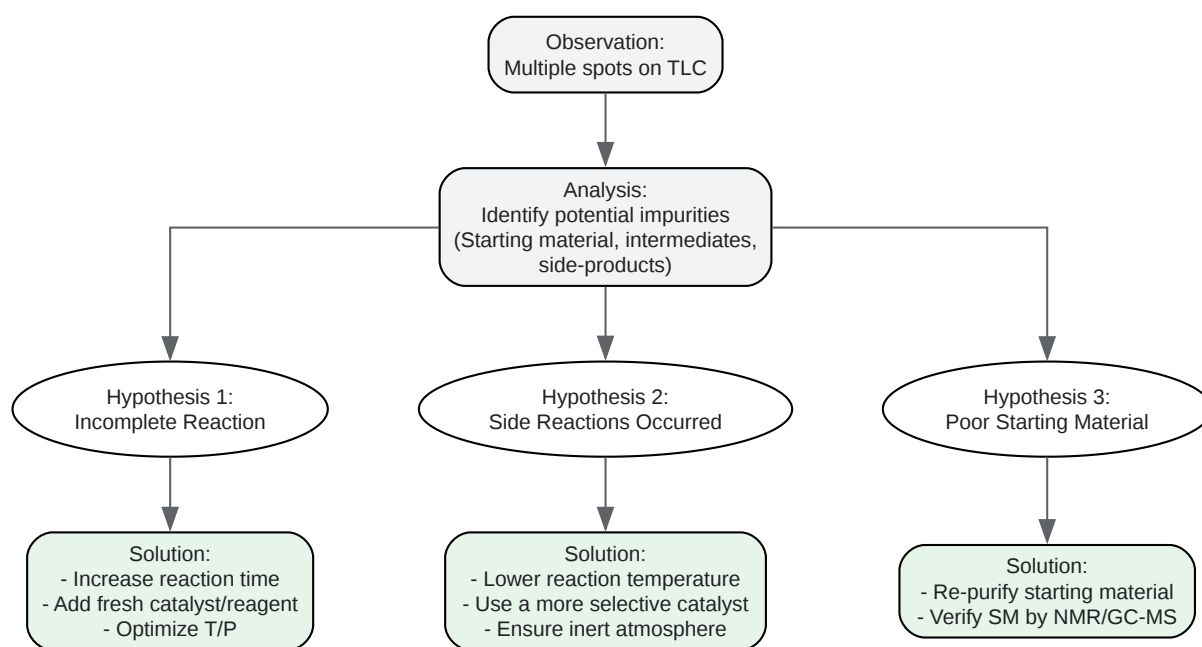 Observation:
Multiple spots on TLC
Analysis:
Identify potential impurities
(Starting material, intermediates,
side-products)
Hypothesis 1:
Incomplete Reaction
Hypothesis 2:
Side Reactions Occurred
Hypothesis 3:
Poor Starting Material
Solution:
- Increase reaction time
- Add fresh catalyst/reagent
- Optimize T/P
Solution:
- Lower reaction temperature
- Use a more selective catalyst
- Ensure inert atmosphere
Solution:
- Re-purify starting material
- Verify SM by NMR/GC-MS